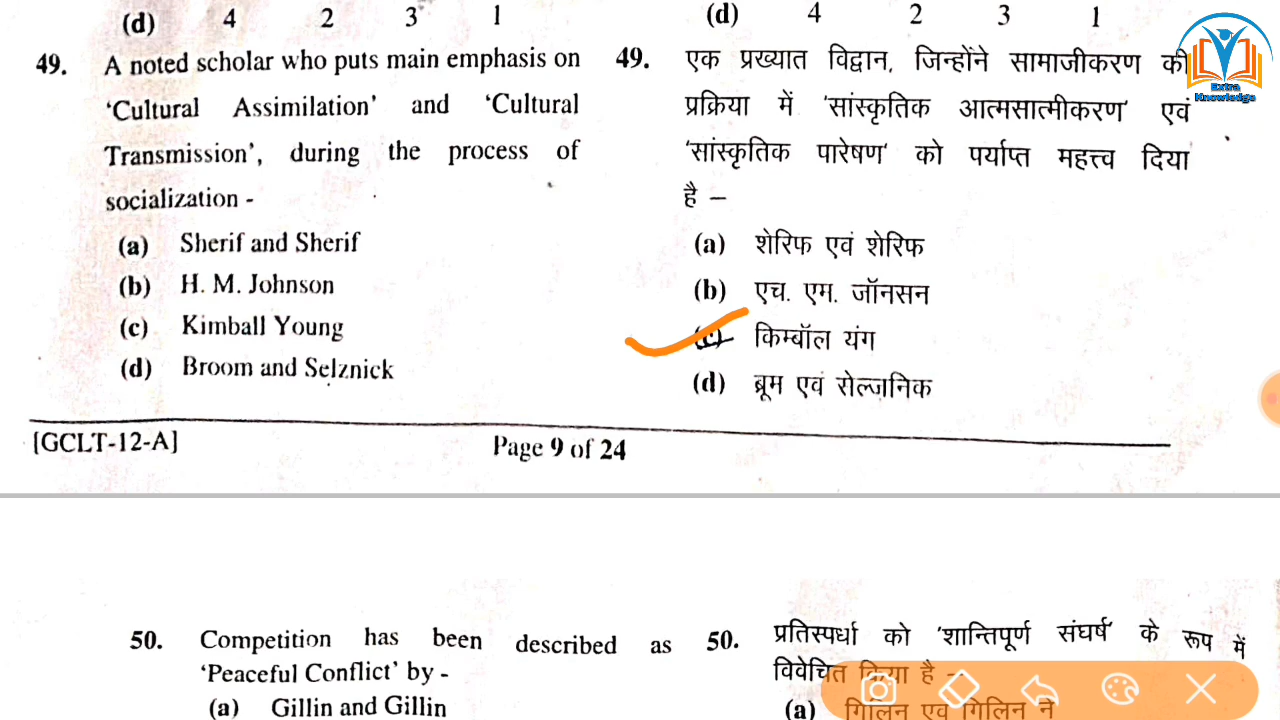 (d) 4 2 3 1
49. A noted scholar who puts main emphasis on
'Cultural Assimilation' and 'Cultural
Transmission', during the process of
socialization -
(a) Sherif and Sherif
(b) H. M. Johnson
(c) Kimball Young
(d) Broom and Selznick
(d) 4 2 3 1
49. एक प्रख्यात विद्वान, जिन्होंने सामाजीकरण की
प्रक्रिया में 'सांस्कृतिक आत्मसात्मीकरण' एवं
'सांस्कृतिक पारेषण' को पर्याप्त महत्त्व दिया
है –
(a) शेरिफ एवं शेरिफ
(b) एच. एम. जॉनसन
(c) किम्बॉल यंग
(d) ब्रूम एवं सेल्जनिक
Extra
Knowledge
[GCLT-12-A] Page 9 of 24
50. Competition has been described as
'Peaceful Conflict' by -
(a) Gillin and Gillin
50. प्रतिस्पर्धा को 'शान्तिपूर्ण संघर्ष' के रूप में
विवेचित किया है –
(a) गिलिन एवं गिलिन ने